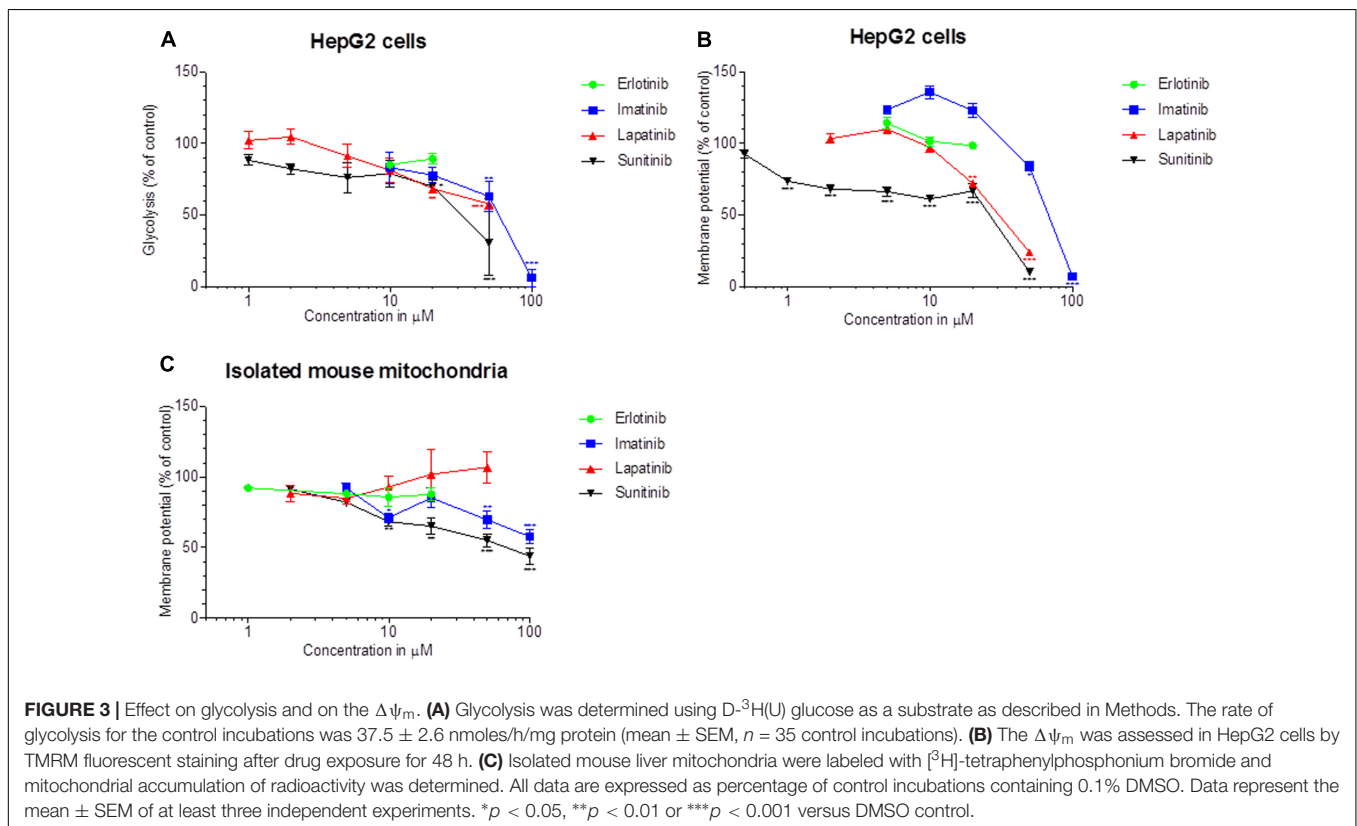 A
HepG2 cells
150
100
50
0
Glycolysis (% of control)
1
10
100
Concentration in μM
Erlotinib
Imatinib
Lapatinib
Sunitinib
B
HepG2 cells
150
100
50
0
Membrane potential (% of control)
1
10
100
Concentration in μM
Erlotinib
Imatinib
Lapatinib
Sunitinib
C
Isolated mouse mitochondria
150
100
50
0
Membrane potential (% of control)
1
10
100
Concentration in μM
Erlotinib
Imatinib
Lapatinib
Sunitinib
FIGURE 3 | Effect on glycolysis and on the Δψm. (A) Glycolysis was determined using D-³H(U) glucose as a substrate as described in Methods. The rate of
glycolysis for the control incubations was 37.5 ± 2.6 nmoles/h/mg protein (mean ± SEM, n = 35 control incubations). (B) The Δψm was assessed in HepG2 cells by
TMRM fluorescent staining after drug exposure for 48 h. (C) Isolated mouse liver mitochondria were labeled with [³H]-tetraphenylphosphonium bromide and
mitochondrial accumulation of radioactivity was determined. All data are expressed as percentage of control incubations containing 0.1% DMSO. Data represent the
mean ± SEM of at least three independent experiments. *p < 0.05, **p < 0.01 or ***p < 0.001 versus DMSO control.